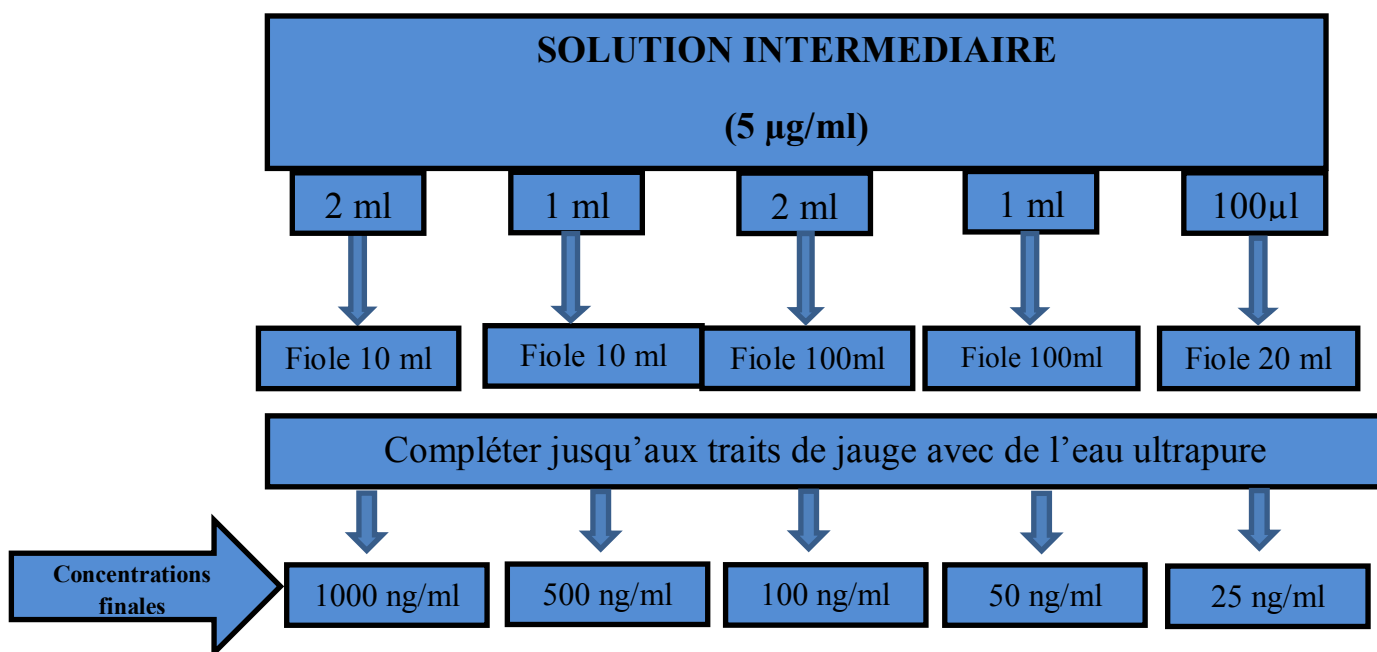 SOLUTION INTERMEDIAIRE
(5 µg/ml)
2 ml
1 ml
2 ml
1 ml
100µl
Fiole 10 ml
Fiole 10 ml
Fiole 100ml
Fiole 100ml
Fiole 20 ml
Compléter jusqu’aux traits de jauge avec de l’eau ultrapure
Concentrations
finales
1000 ng/ml
500 ng/ml
100 ng/ml
50 ng/ml
25 ng/ml